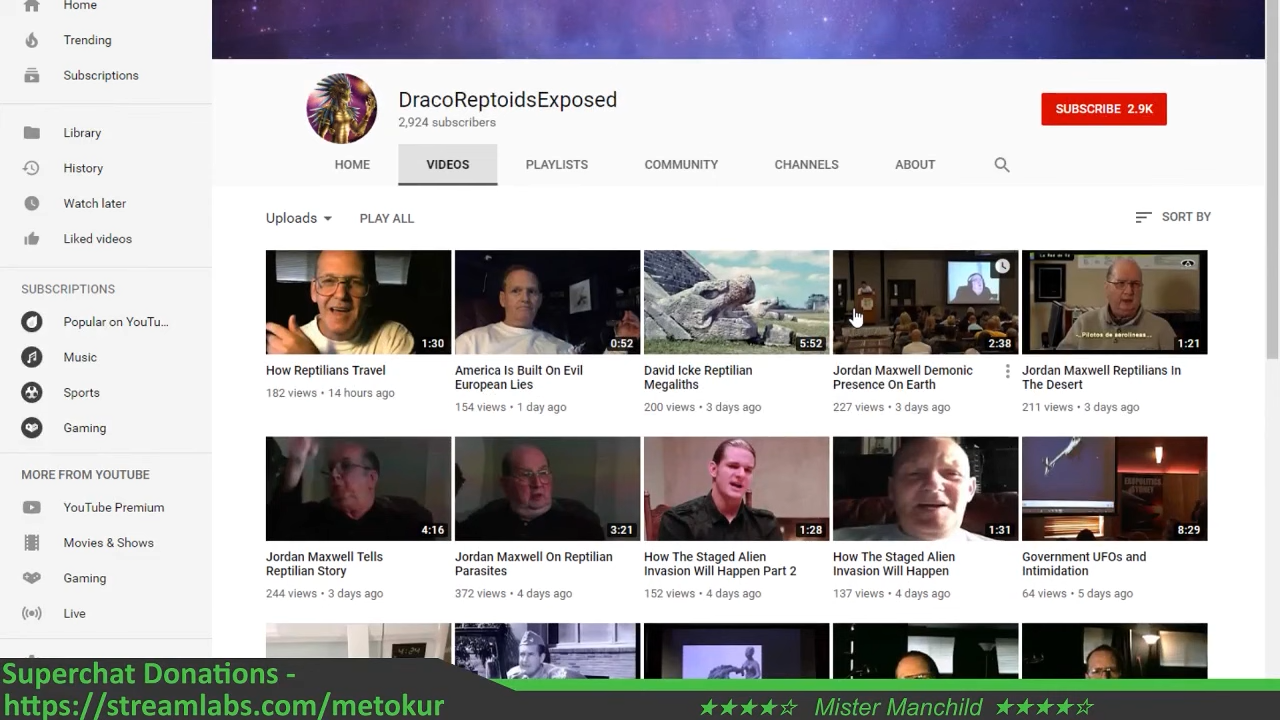 Home
Trending
Subscriptions
Library
History
Watch later
Liked videos
SUBSCRIPTIONS
Popular on YouTu...
Music
Sports
Gaming
MORE FROM YOUTUBE
YouTube Premium
Movies & Shows
Gaming
Live
DracoReptoidsExposed
2,924 subscribers
SUBSCRIBE 2.9K
HOME VIDEOS PLAYLISTS COMMUNITY CHANNELS ABOUT
Uploads PLAY ALL SORT BY
1:30
How Reptilians Travel
182 views • 14 hours ago
0:52
America Is Built On Evil
European Lies
154 views • 1 day ago
5:52
David Icke Reptilian
Megaliths
200 views • 3 days ago
2:38
Jordan Maxwell Demonic
Presence On Earth
227 views • 3 days ago
Pilotos de aerolineas...
1:21
Jordan Maxwell Reptilians In
The Desert
211 views • 3 days ago
4:16
Jordan Maxwell Tells
Reptilian Story
244 views • 3 days ago
3:21
Jordan Maxwell On Reptilian
Parasites
372 views • 4 days ago
1:28
How The Staged Alien
Invasion Will Happen Part 2
152 views • 4 days ago
1:31
How The Staged Alien
Invasion Will Happen
137 views • 4 days ago
8:29
Government UFOs and
Intimidation
64 views • 5 days ago
Superchat Donations -
https://streamlabs.com/metokur
★★★★☆ Mister Manchild ★★★★☆